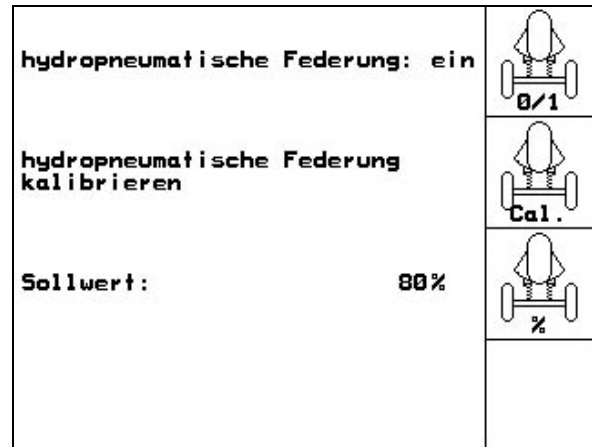 hydropneumatische Federung: ein
0/1
hydropneumatische Federung
kalibrieren
Cal.
Sollwert: 80%
%